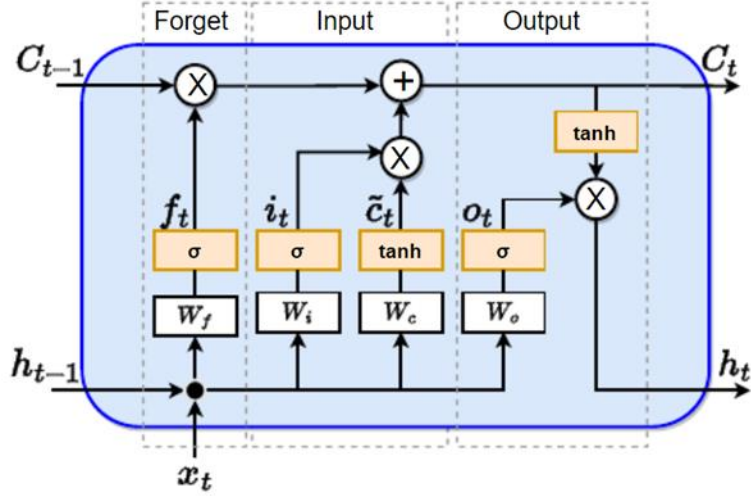 Forget Input Output
C_{t-1} X + C_t
tanh
X X
f_t i_t c̃_t o_t
σ σ tanh σ
W_f W_i W_c W_o
h_{t-1} h_t
x_t